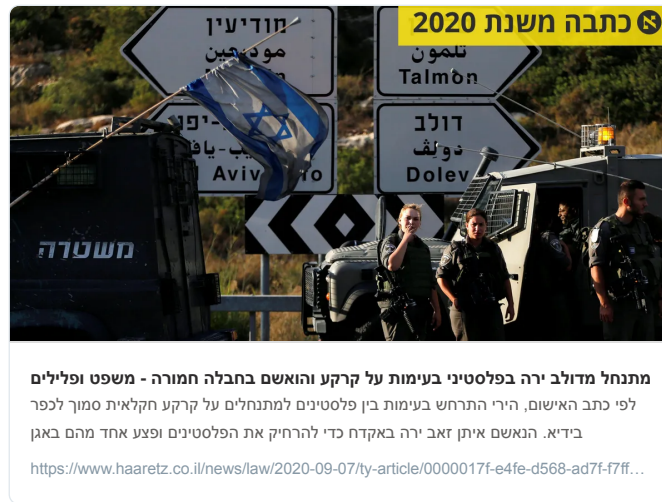 כתבה משנת 2020
מודיעין
تلمون
Talmon
דולב
دولڤ
Dolev
משטרה
מתנחל מדולב ירה בפלסטיני בעימות על קרקע והואשם בחבלה חמורה - משפט ופלילים
לפי כתב האישום, הירי התרחש בעימות בין פלסטינים למתנחלים על קרקע חקלאית סמוך לכפר
בידיא. הנאשם איתן זאב ירה באקדח כדי להרחיק את הפלסטינים ופצע אחד מהם באגן
https://www.haaretz.co.il/news/law/2020-09-07/ty-article/0000017f-e4fe-d568-ad7f-f7ff…